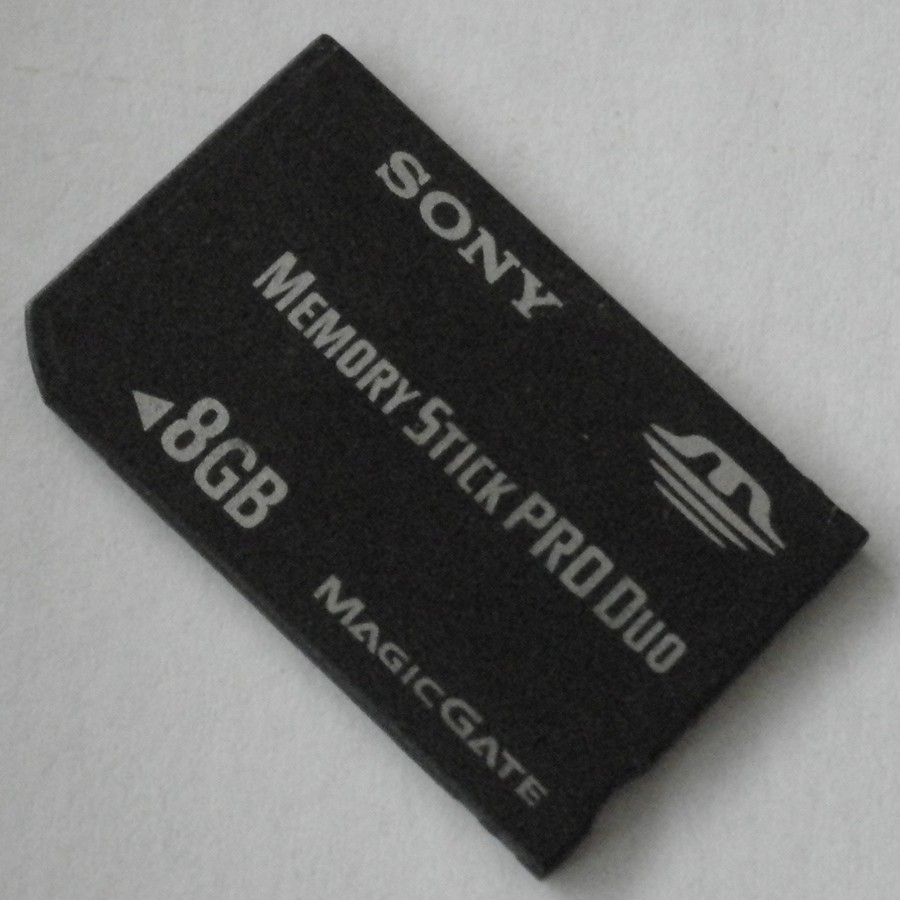 SONY
MEMORY STICK PRO DUO
8GB
MAGICGATE